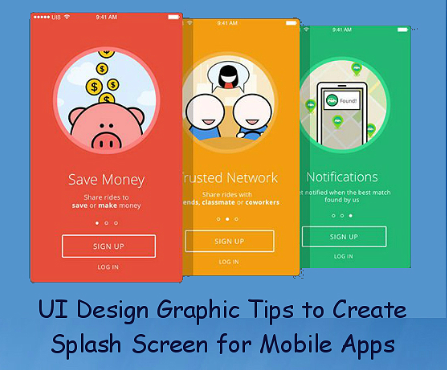 UIS 9:41 AM
Save Money
Share rides to
save or make money
SIGN UP
LOG IN
9:41 AM
Trusted Network
Share rides with
ends, classmate or coworkers
SIGN UP
LOG IN
9:41 AM
Found!
Notifications
t notified when the best match
found by us
SIGN UP
LOG IN
UI Design Graphic Tips to Create
Splash Screen for Mobile Apps